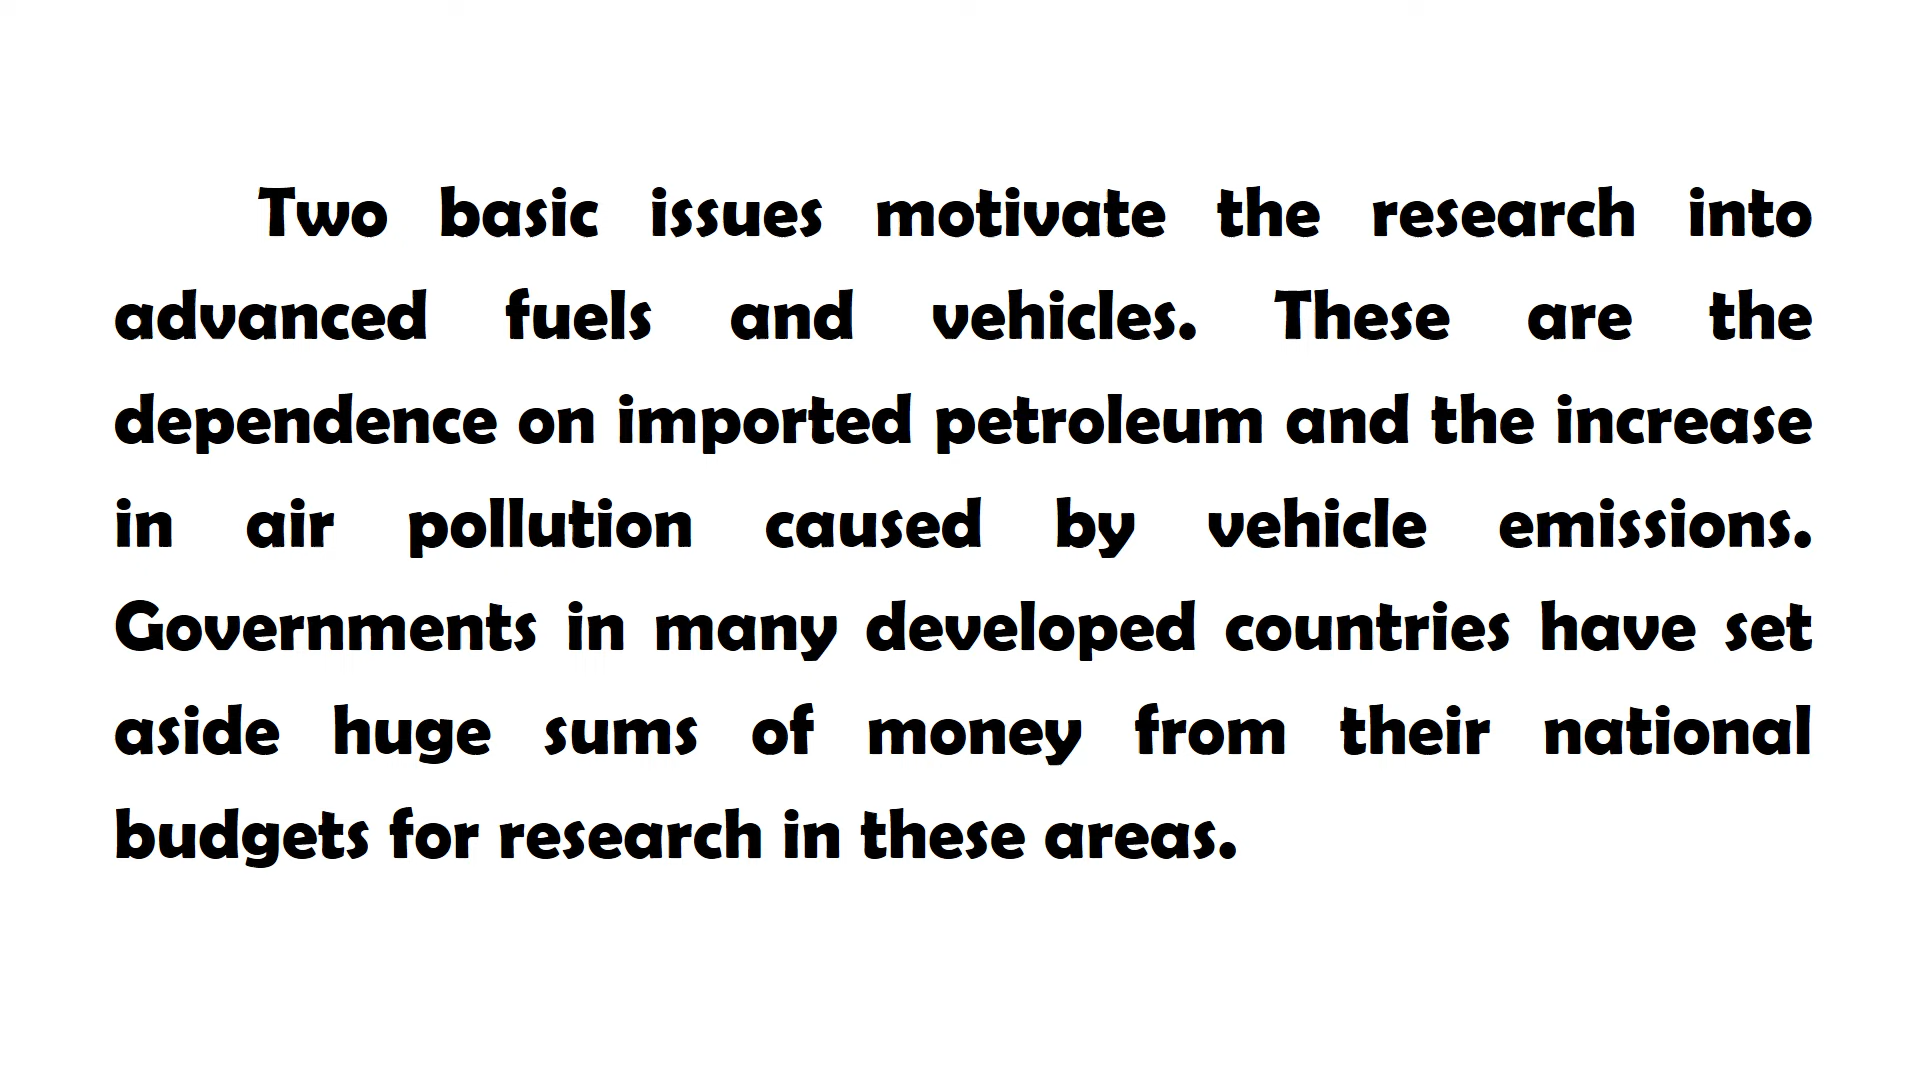 Two basic issues motivate the research into
advanced fuels and vehicles. These are the
dependence on imported petroleum and the increase
in air pollution caused by vehicle emissions.
Governments in many developed countries have set
aside huge sums of money from their national
budgets for research in these areas.